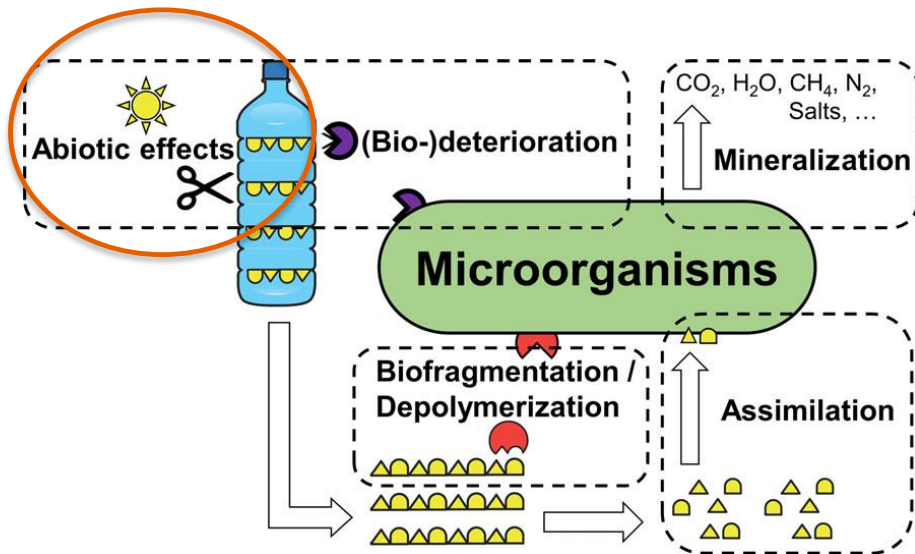 Abiotic effects
(Bio-)deterioration
CO₂, H₂O, CH₄, N₂,
Salts, ...
Mineralization
Microorganisms
Biofragmentation /
Depolymerization
Assimilation